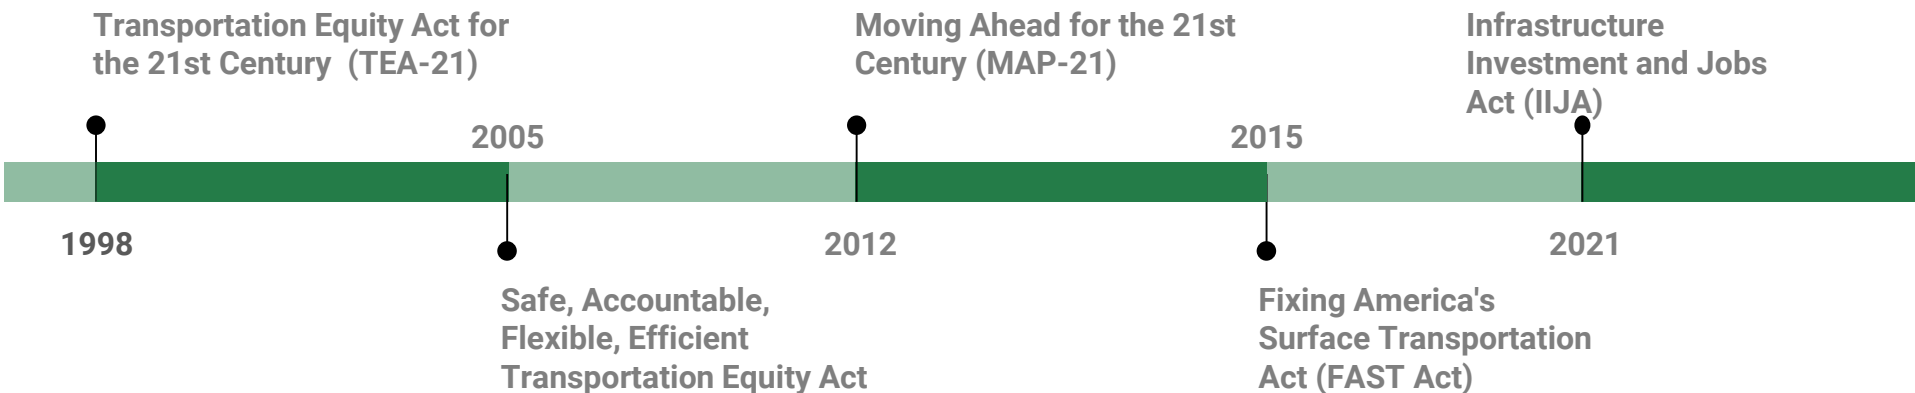 Transportation Equity Act for
the 21st Century (TEA-21)
Moving Ahead for the 21st
Century (MAP-21)
Infrastructure
Investment and Jobs
Act (IIJA)
2005
2015
1998
2012
2021
Safe, Accountable,
Flexible, Efficient
Transportation Equity Act
Fixing America's
Surface Transportation
Act (FAST Act)